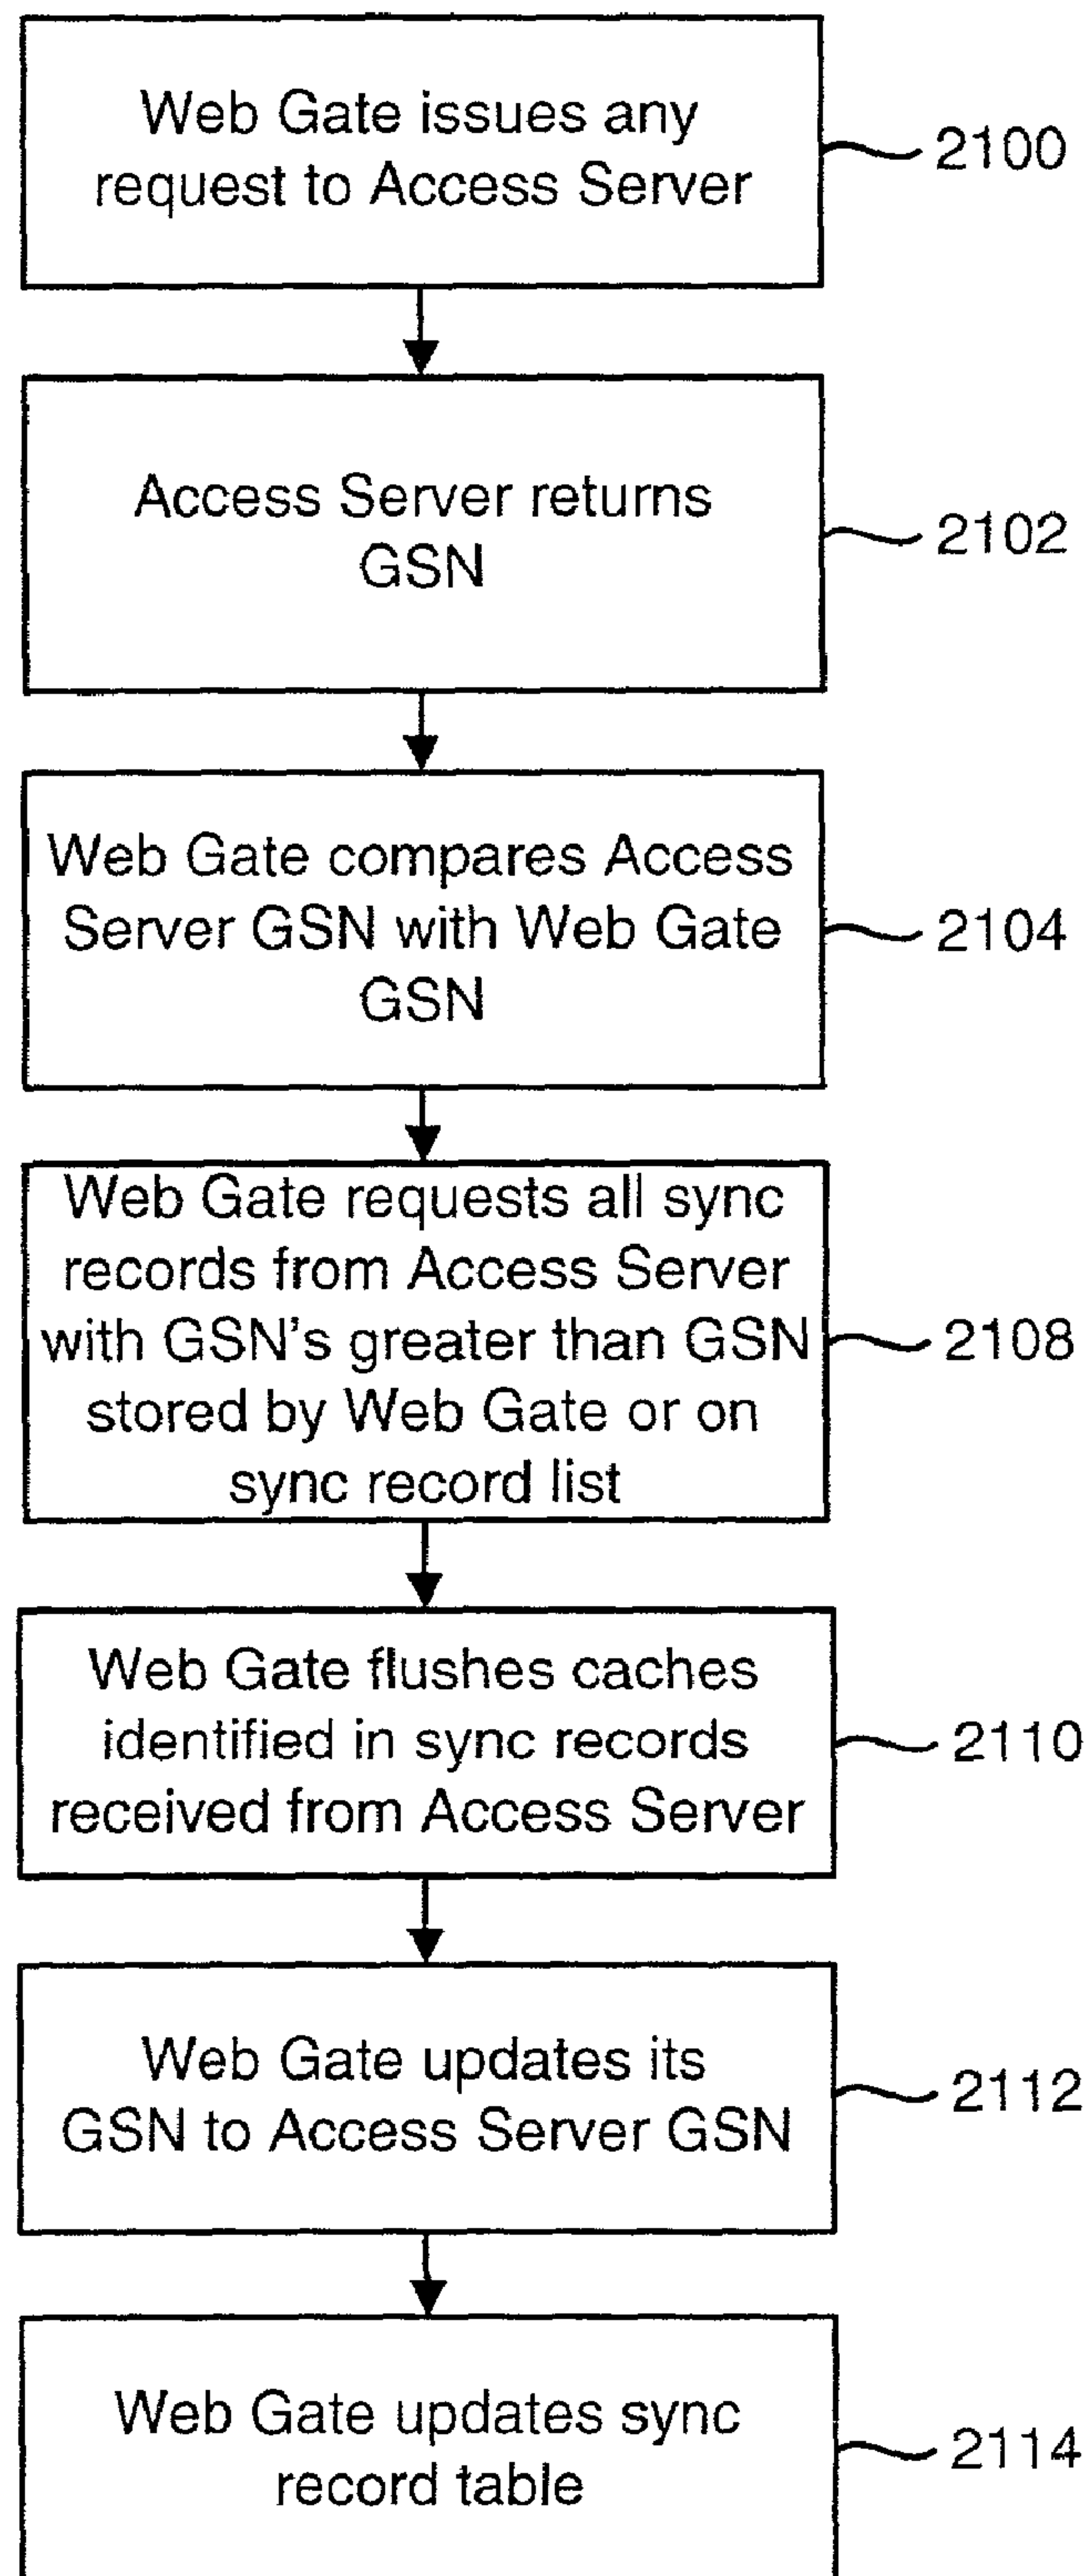 Web Gate issues any
request to Access Server
2100
Access Server returns
GSN
2102
Web Gate compares Access
Server GSN with Web Gate
GSN
2104
Web Gate requests all sync
records from Access Server
with GSN's greater than GSN
stored by Web Gate or on
sync record list
2108
Web Gate flushes caches
identified in sync records
received from Access Server
2110
Web Gate updates its
GSN to Access Server GSN
2112
Web Gate updates sync
record table
2114